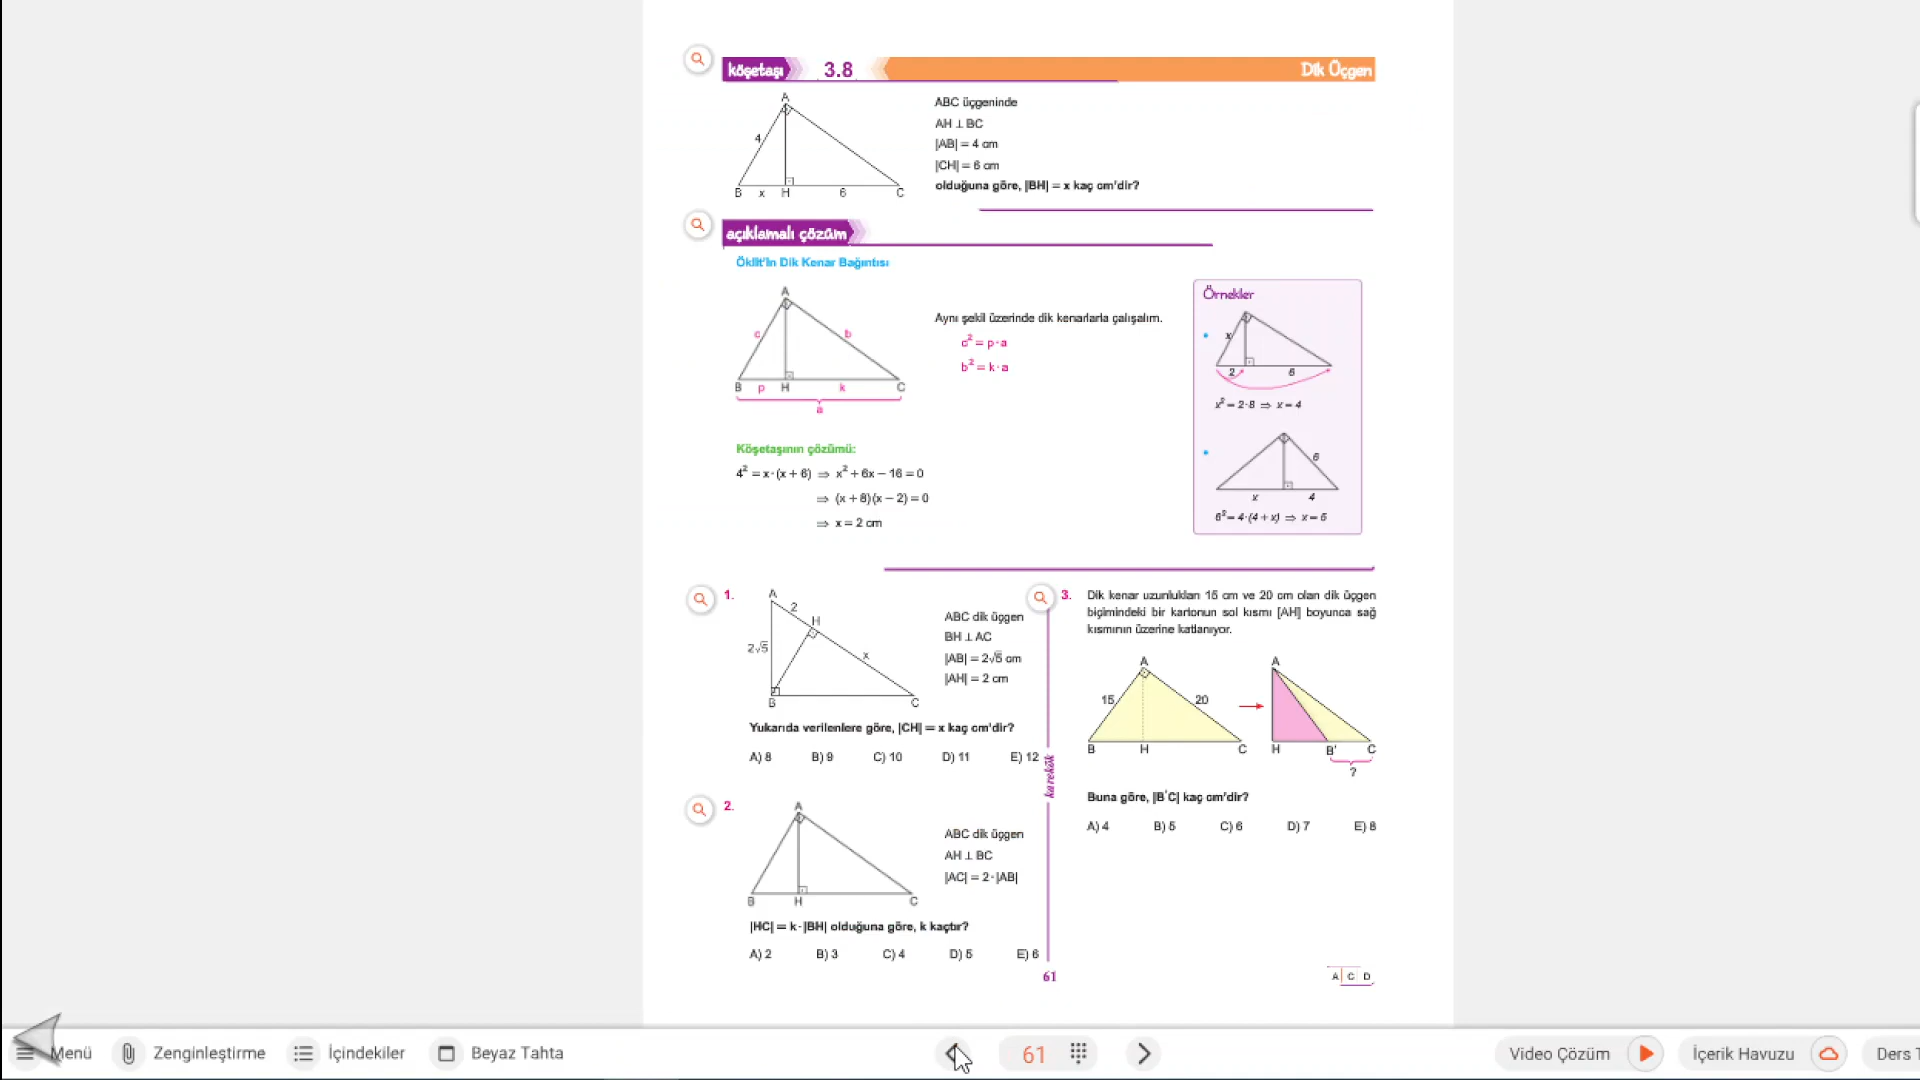 köşetaşı 3.8 Dik Üçgen
A
4
B x H 6 C
ABC üçgeninde
AH ⊥ BC
|AB| = 4 cm
|CH| = 6 cm
olduğuna göre, |BH| = x kaç cm'dir?
açıklamalı çözüm
Öklit'in Dik Kenar Bağıntısı
A
c b
B p H k C
a
Aynı şekil üzerinde dik kenarlarla çalışalım.
c² = p·a
b² = k·a
Örnekler
x
2 6
x² = 2·8 ⇒ x = 4
6
x 4
6² = 4·(4 + x) ⇒ x = 5
Köşetaşının çözümü:
4² = x·(x + 6) ⇒ x² + 6x − 16 = 0
⇒ (x + 8)(x − 2) = 0
⇒ x = 2 cm
1.
A
2
H
2√5
x
B C
ABC dik üçgen
BH ⊥ AC
|AB| = 2√5 cm
|AH| = 2 cm
Yukarıda verilenlere göre, |CH| = x kaç cm'dir?
A) 8 B) 9 C) 10 D) 11 E) 12
2.
A
B H C
ABC dik üçgen
AH ⊥ BC
|AC| = 2·|AB|
|HC| = k·|BH| olduğuna göre, k kaçtır?
A) 2 B) 3 C) 4 D) 5 E) 6
karekök
61
3. Dik kenar uzunlukları 15 cm ve 20 cm olan dik üçgen
biçimindeki bir kartonun sol kısmı [AH] boyunca sağ
kısmının üzerine katlanıyor.
A A
15 20
B H C H B' C
?
Buna göre, |B'C| kaç cm'dir?
A) 4 B) 5 C) 6 D) 7 E) 8
A C D
Menü Zenginleştirme İçindekiler Beyaz Tahta 61 Video Çözüm İçerik Havuzu Ders